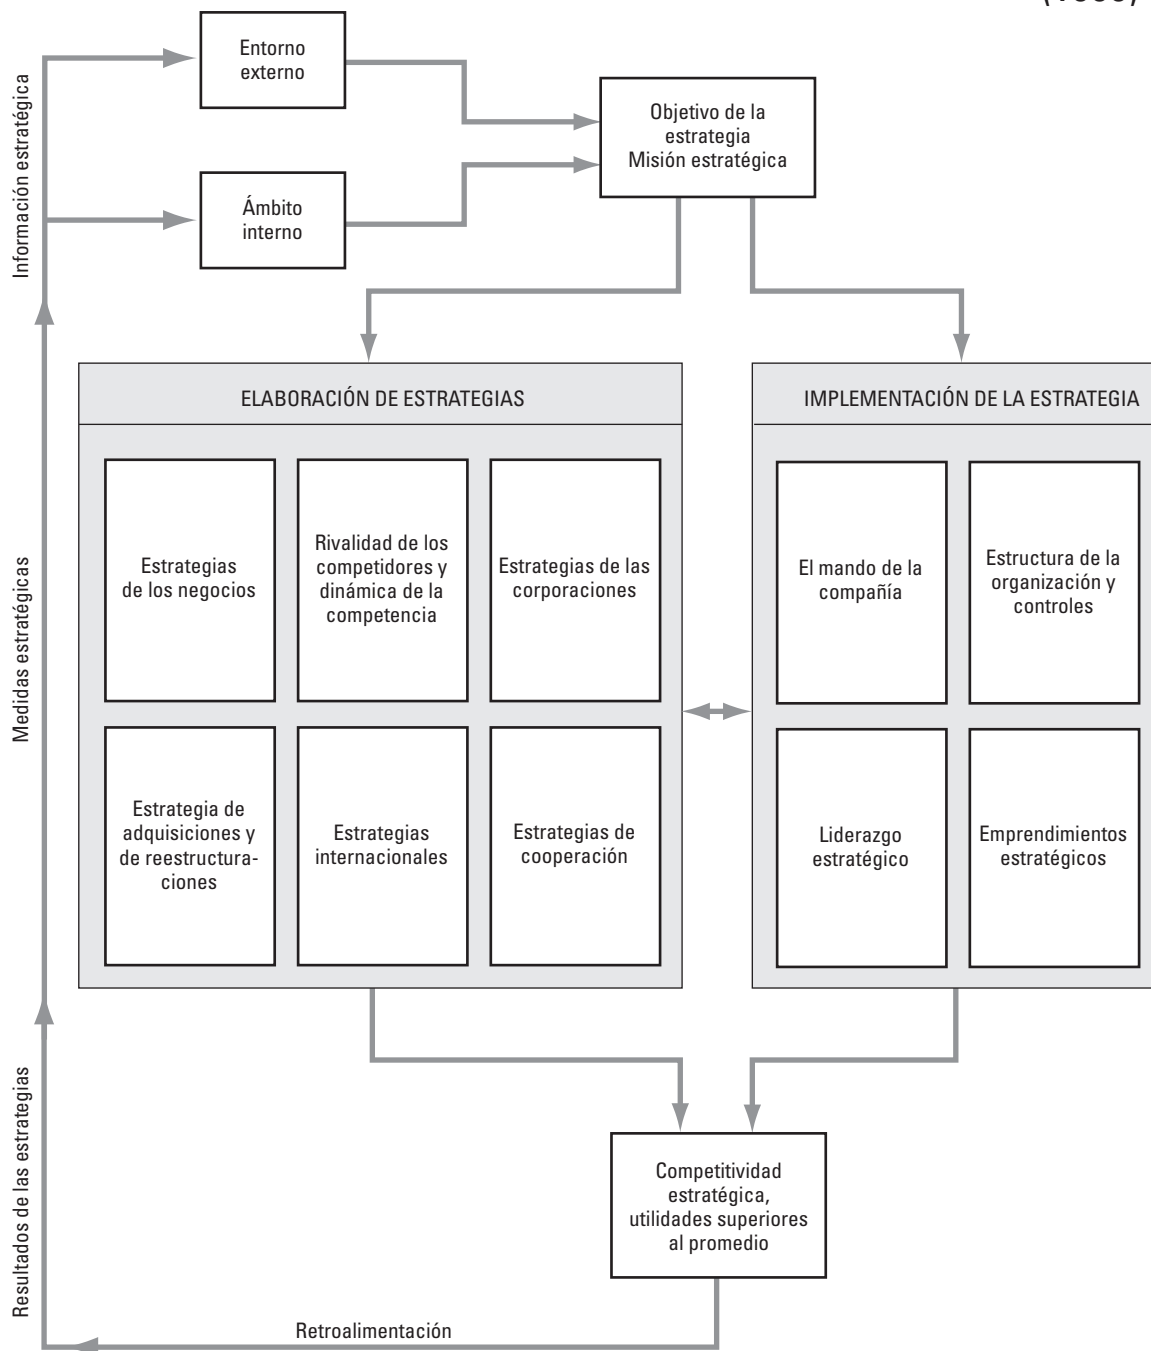 Entorno
externo
Objetivo de la
estrategia
Misión estratégica
Información estratégica
Ámbito
interno
ELABORACIÓN DE ESTRATEGIAS
IMPLEMENTACIÓN DE LA ESTRATEGIA
Estrategias
de los negocios
Rivalidad de los
competidores y
dinámica de la
competencia
Estrategias de las
corporaciones
El mando de la
compañía
Estructura de la
organización y
controles
Medidas estratégicas
Estrategia de
adquisiciones y
de reestructura-
ciones
Estrategias
internacionales
Estrategias de
cooperación
Liderazgo
estratégico
Emprendimientos
estratégicos
Resultados de las estrategias
Competitividad
estratégica,
utilidades superiores
al promedio
Retroalimentación